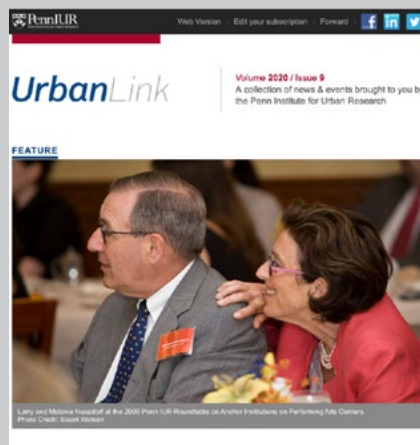 PennIUR
Web Version / Edit your subscription / Forward
UrbanLink
Volume 2020 / Issue 9
A collection of news & events brought to you by
the Penn Institute for Urban Research
FEATURE
Larry and Melanie Nussdorf at the 2008 Penn IUR Roundtable on Anchor Institutions on Performing Arts Centers.
Photo Credit: Stuart Watson